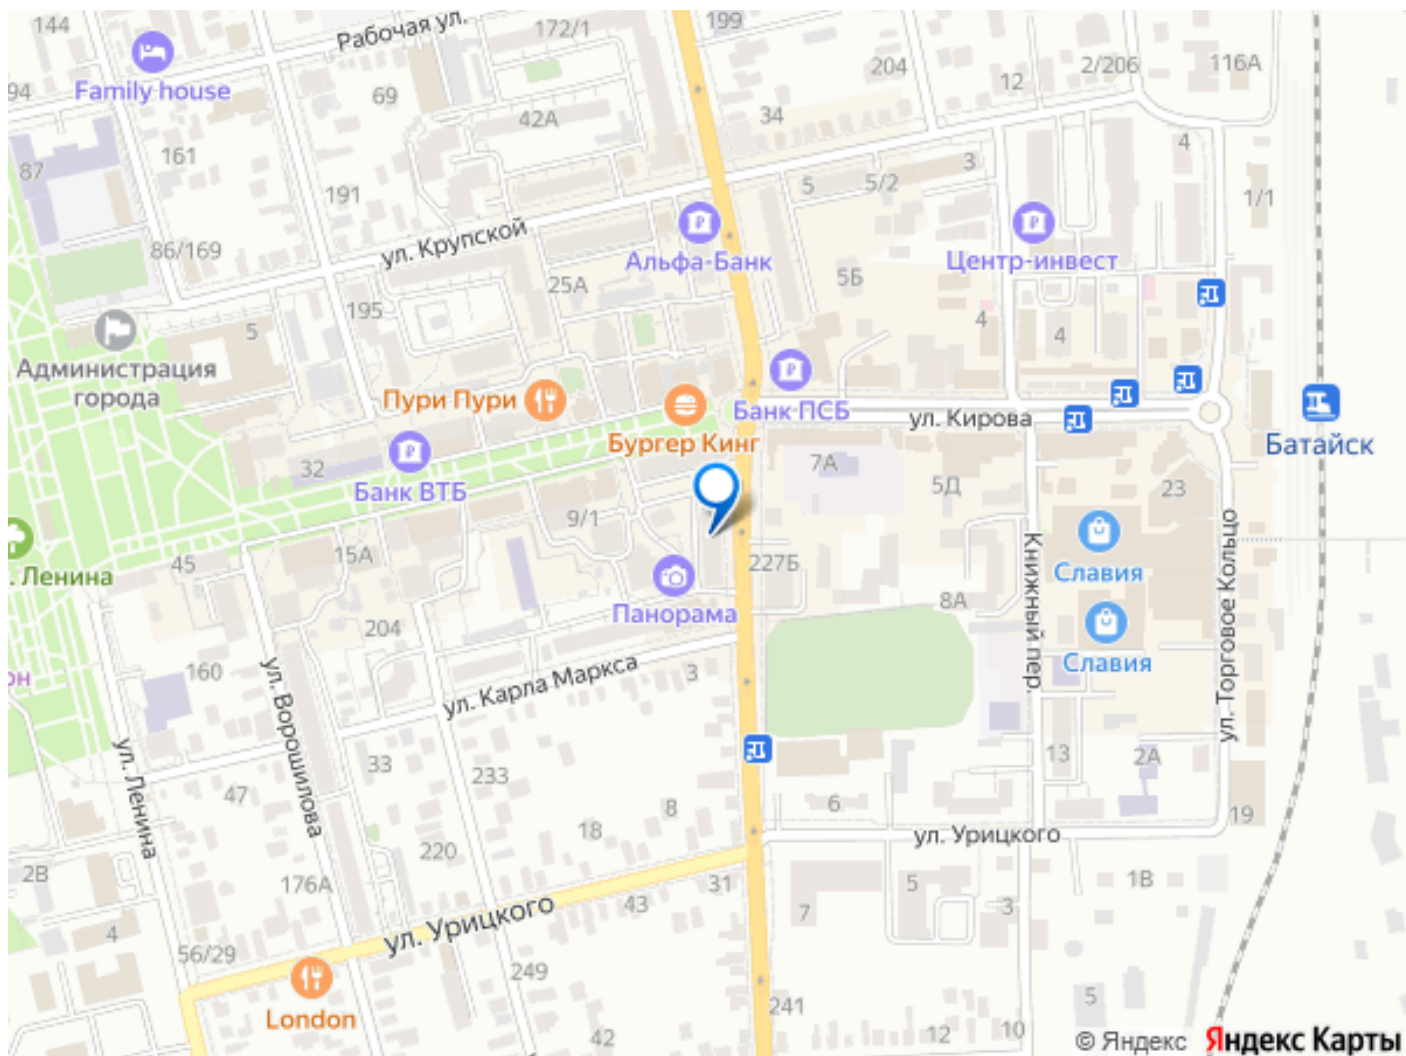 144
Рабочая ул.
172/1
199
204
12
2/206
116А
Family house
94
69
42А
34
4
87
161
191
5
5/2
3
1/1
86/169
ул. Крупской
Альфа-Банк
Центр-инвест
25А
5Б
195
5
4
4
Администрация
города
Пури Пури
Банк ПСБ
ул. Кирова
Бургер Кинг
Батайск
32
Банк ВТБ
7А
5Д
23
9/1
15А
45
. Ленина
227Б
Книжный пер.
Славия
ул. Торговое Кольцо
Панорама
8А
204
Славия
он
160
ул. Ворошилова
ул. Карла Маркса
3
ул. Ленина
33
233
13
2А
47
8
6
19
18
ул. Урицкого
220
2В
176А
31
5
1В
43
7
3
ул. Урицкого
4
56/29
249
241
5
London
42
12
10
© Яндекс Яндекс Карты